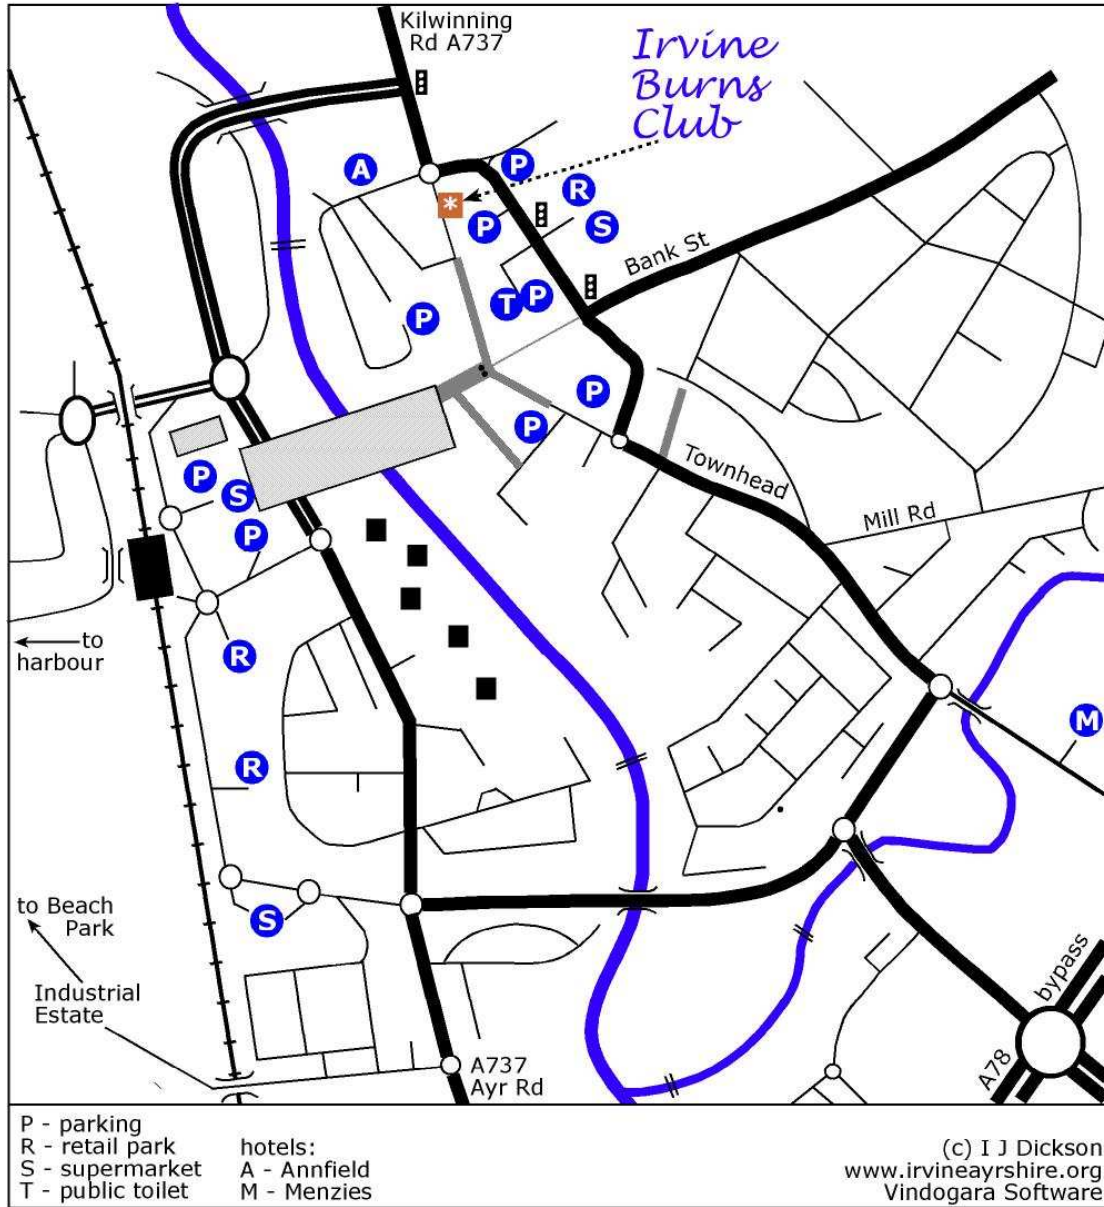 Kilwinning
Rd A737
Irvine
Burns
Club
A
P
R
*
P
S
Bank St
T
P
P
P
P
Townhead
P
S
P
Mill Rd
to
harbour
R
M
R
to Beach
Park
S
Industrial
Estate
bypass
A78
A737
Ayr Rd
P - parking
R - retail park
S - supermarket
T - public toilet
hotels:
A - Annfield
M - Menzies
(c) I J Dickson
www.irvineayrshire.org
Vindogara Software